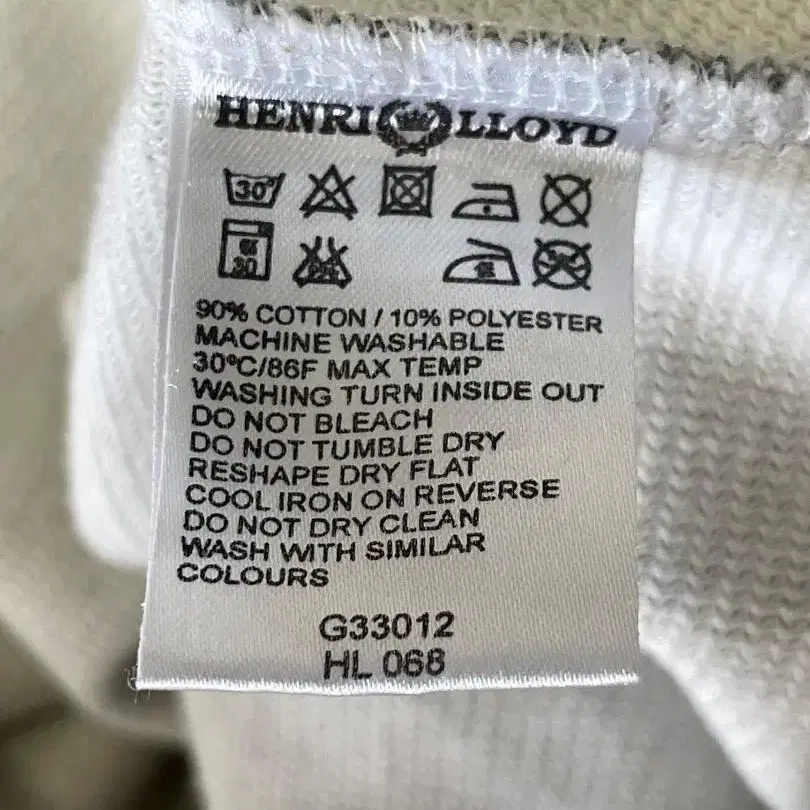 HENRI LLOYD
30°
30
90% COTTON / 10% POLYESTER
MACHINE WASHABLE
30°C/86F MAX TEMP
WASHING TURN INSIDE OUT
DO NOT BLEACH
DO NOT TUMBLE DRY
RESHAPE DRY FLAT
COOL IRON ON REVERSE
DO NOT DRY CLEAN
WASH WITH SIMILAR
COLOURS
G33012
HL 068